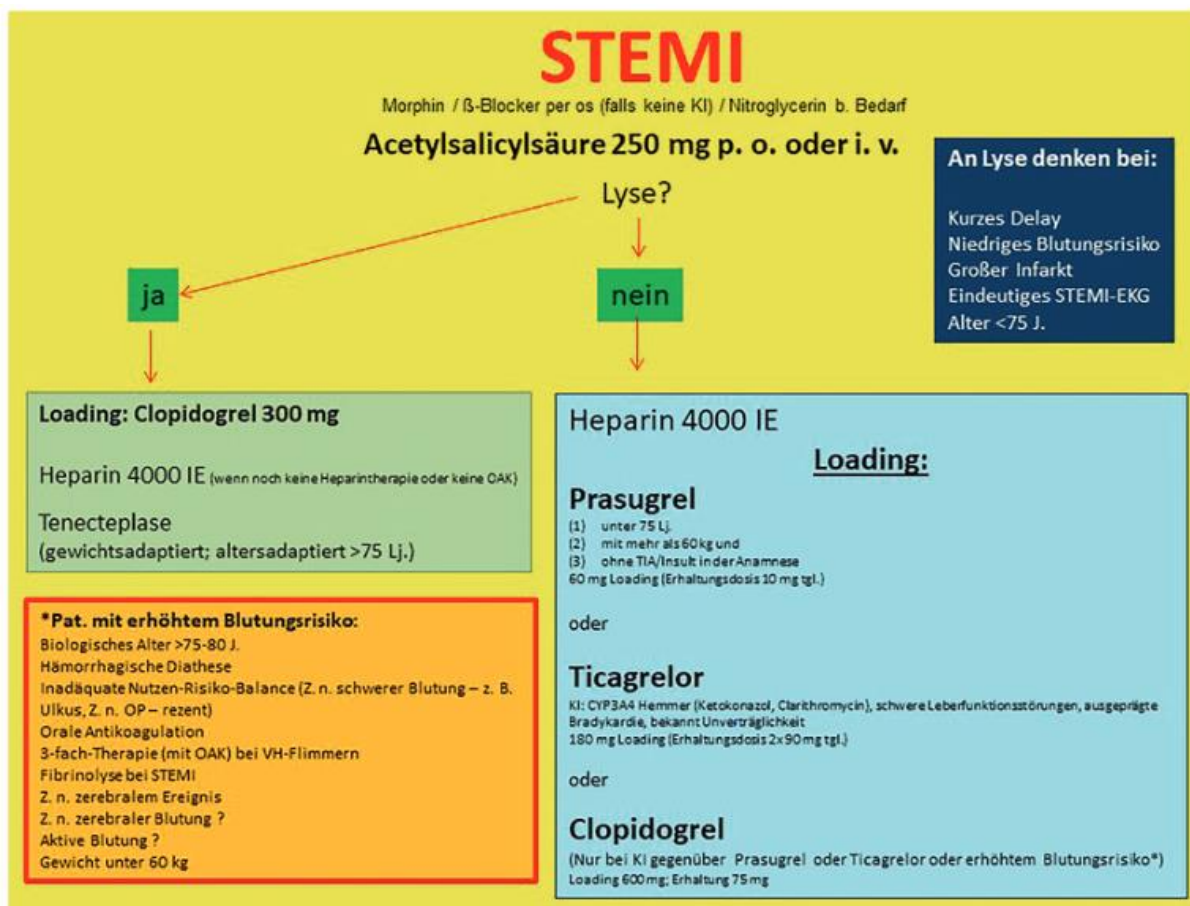 STEMI
Morphin / ß-Blocker per os (falls keine KI) / Nitroglycerin b. Bedarf
Acetylsalicylsäure 250 mg p. o. oder i. v.
Lyse?
An Lyse denken bei:
Kurzes Delay
Niedriges Blutungsrisiko
Großer Infarkt
Eindeutiges STEMI-EKG
Alter <75 J.
ja
nein
Loading: Clopidogrel 300 mg
Heparin 4000 IE (wenn noch keine Heparintherapie oder keine OAK)
Tenecteplase
(gewichtsadaptiert; altersadaptiert >75 Lj.)
*Pat. mit erhöhtem Blutungsrisiko:
Biologisches Alter >75-80 J.
Hämorrhagische Diathese
Inadäquate Nutzen-Risiko-Balance (Z. n. schwerer Blutung – z. B.
Ulkus, Z. n. OP – rezent)
Orale Antikoagulation
3-fach-Therapie (mit OAK) bei VH-Flimmern
Fibrinolyse bei STEMI
Z. n. zerebralem Ereignis
Z. n. zerebraler Blutung ?
Aktive Blutung ?
Gewicht unter 60 kg
Heparin 4000 IE
Loading:
Prasugrel
(1) unter 75 Lj.
(2) mit mehr als 60 kg und
(3) ohne TIA/Insult in der Anamnese
60 mg Loading (Erhaltungsdosis 10 mg tgl.)
oder
Ticagrelor
KI: CYP3A4 Hemmer (Ketokonazol, Clarithromycin), schwere Leberfunktionsstörungen, ausgeprägte
Bradykardie, bekannt Unverträglichkeit
180 mg Loading (Erhaltungsdosis 2x 90 mg tgl.)
oder
Clopidogrel
(Nur bei KI gegenüber Prasugrel oder Ticagrelor oder erhöhtem Blutungsrisiko*)
Loading 600 mg; Erhaltung 75 mg